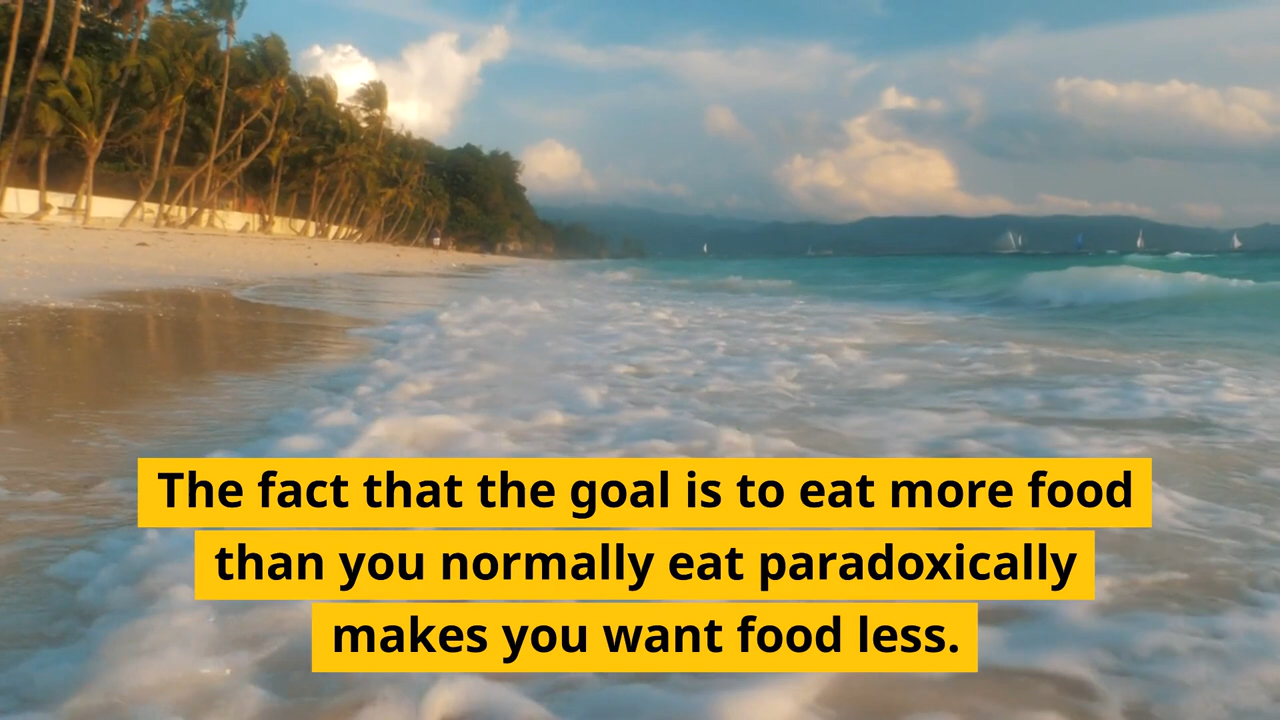 The fact that the goal is to eat more food
than you normally eat paradoxically
makes you want food less.